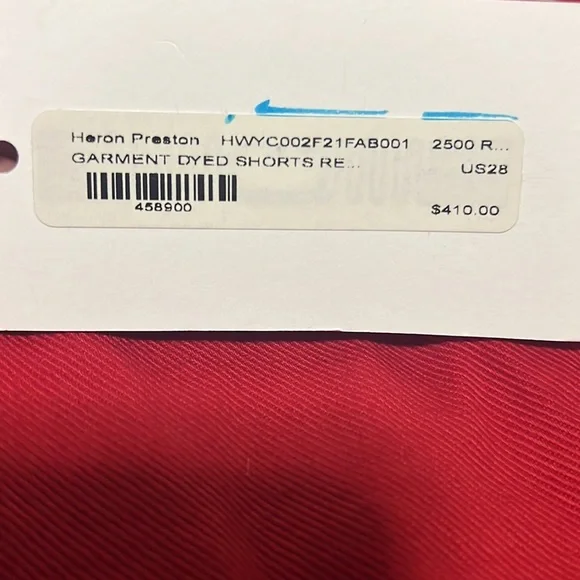 Heron Preston HWYC002F21FAB001 2500 R...
GARMENT DYED SHORTS RE... US28
458900 $410.00